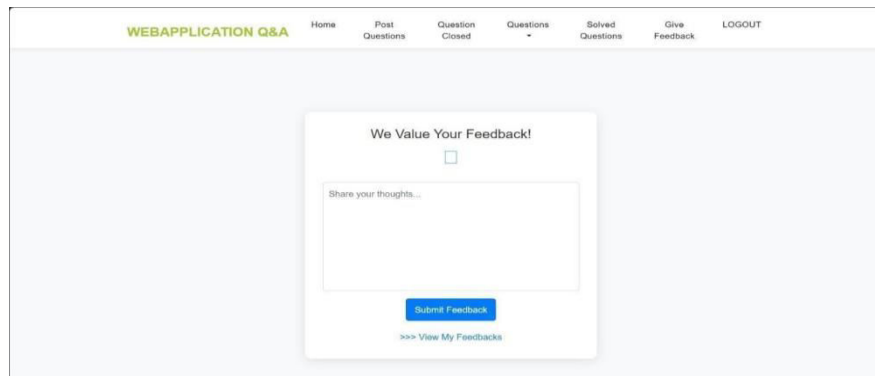 WEBAPPLICATION Q&A
Home
Post
Questions
Question
Closed
Questions
Solved
Questions
Give
Feedback
LOGOUT
We Value Your Feedback!
Share your thoughts...
Submit Feedback
>>> View My Feedbacks